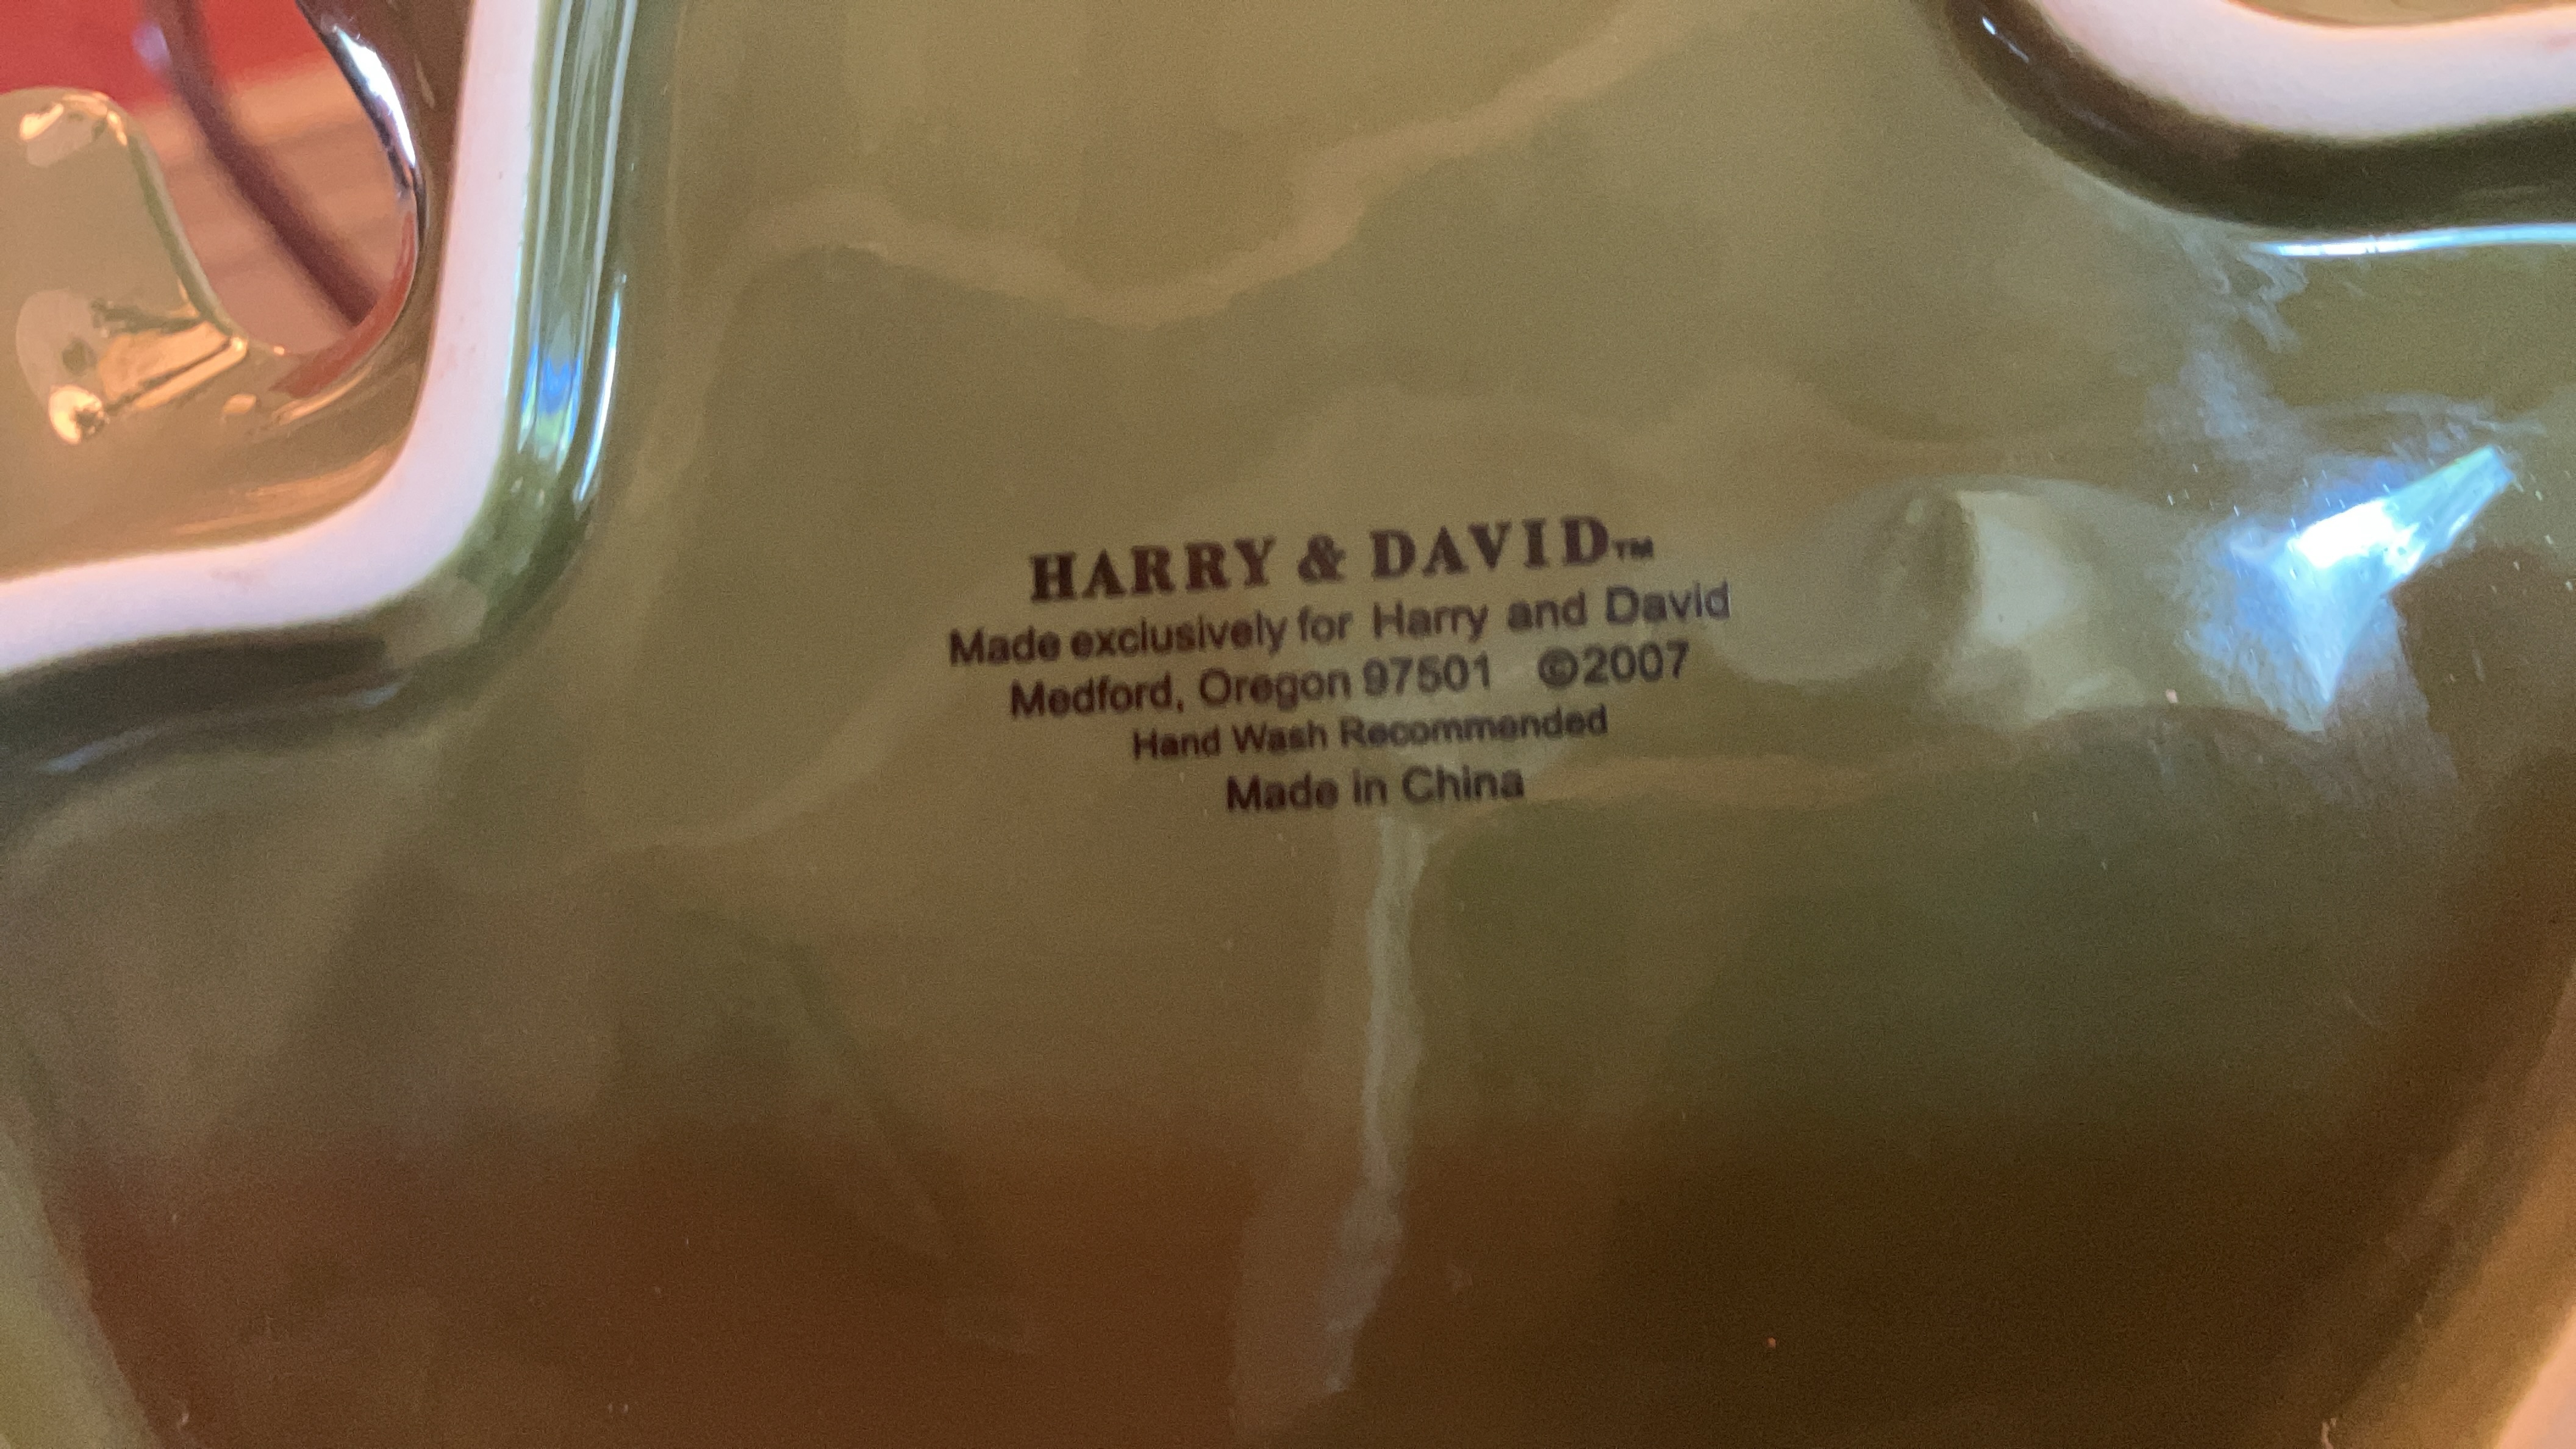 HARRY & DAVID™
Made exclusively for Harry and David
Medford, Oregon 97501 ©2007
Hand Wash Recommended
Made in China